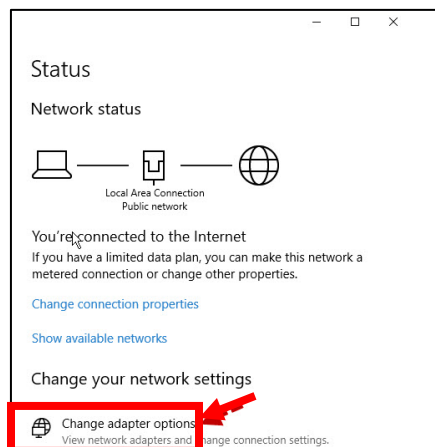 Status
Network status
Local Area Connection
Public network
You're connected to the Internet
If you have a limited data plan, you can make this network a
metered connection or change other properties.
Change connection properties
Show available networks
Change your network settings
Change adapter options
View network adapters and change connection settings.